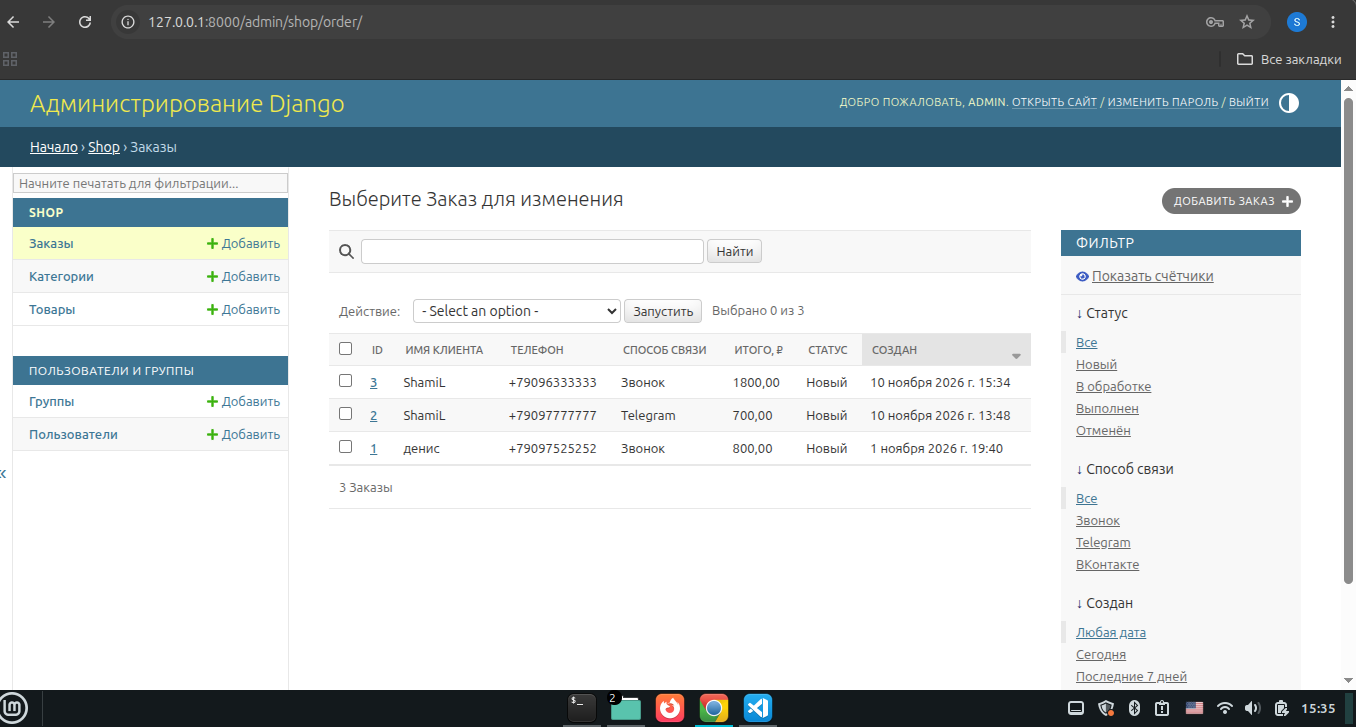 127.0.0.1:8000/admin/shop/order/
S
Все закладки
Администрирование Django
ДОБРО ПОЖАЛОВАТЬ, ADMIN. ОТКРЫТЬ САЙТ / ИЗМЕНИТЬ ПАРОЛЬ / ВЫЙТИ
Начало › Shop › Заказы
Начните печатать для фильтрации...
SHOP
Заказы Добавить
Категории Добавить
Товары Добавить
ПОЛЬЗОВАТЕЛИ И ГРУППЫ
Группы Добавить
Пользователи Добавить
Выберите Заказ для изменения
ДОБАВИТЬ ЗАКАЗ
Найти
Действие: - Select an option - Запустить Выбрано 0 из 3
ID ИМЯ КЛИЕНТА ТЕЛЕФОН СПОСОБ СВЯЗИ ИТОГО, ₽ СТАТУС СОЗДАН
3 ShamiL +79096333333 Звонок 1800,00 Новый 10 ноября 2026 г. 15:34
2 ShamiL +79097777777 Telegram 700,00 Новый 10 ноября 2026 г. 13:48
1 денис +79097525252 Звонок 800,00 Новый 1 ноября 2026 г. 19:40
3 Заказы
ФИЛЬТР
Показать счётчики
↓ Статус
Все
Новый
В обработке
Выполнен
Отменён
↓ Способ связи
Все
Звонок
Telegram
ВКонтакте
↓ Создан
Любая дата
Сегодня
Последние 7 дней
2
15:35